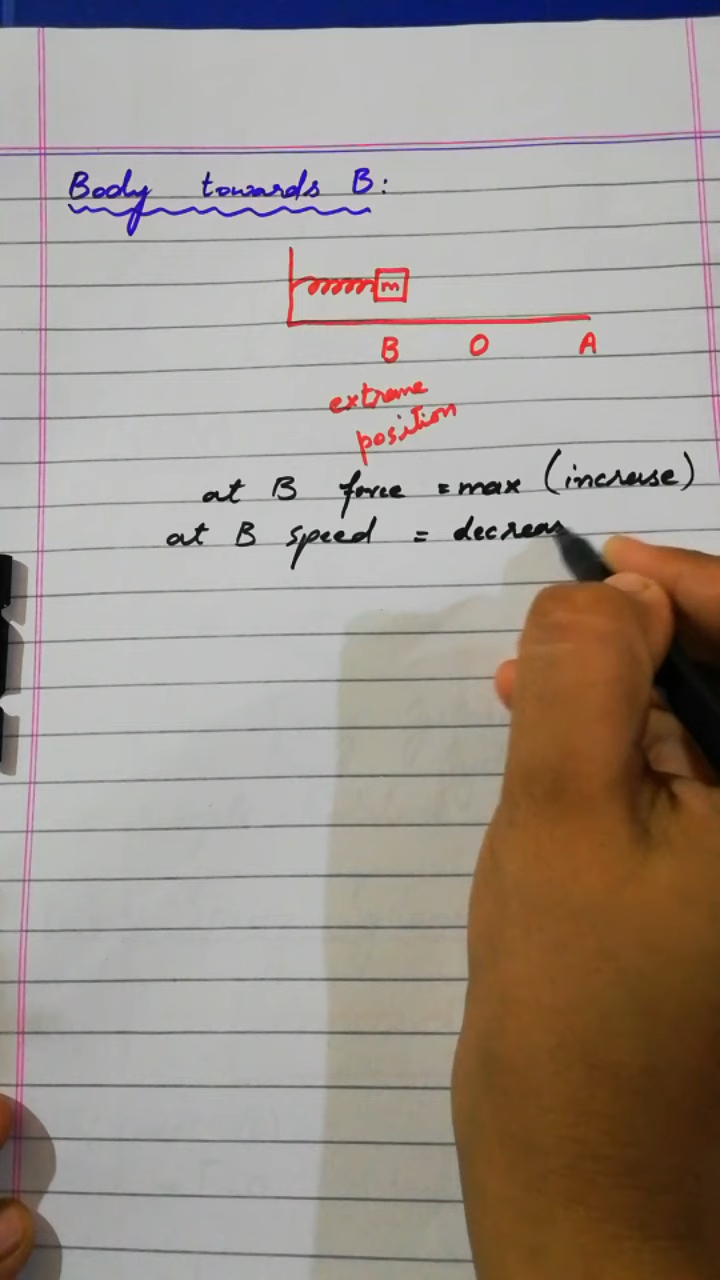 Body towards B:
m
B O A
extreme
position
at B force = max (increase)
at B speed = decreas